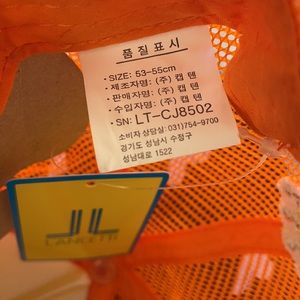 품질표시
• SIZE: 53-55cm
• 제조자명: (주) 캡 텐
• 판매자명: (주) 캡 텐
• 수입자명: (주) 캡 텐
• SN: LT-CJ8502
소비자 상담실: 031)754-9700
경기도 성남시 수정구
성남대로 1522
LANCETTI